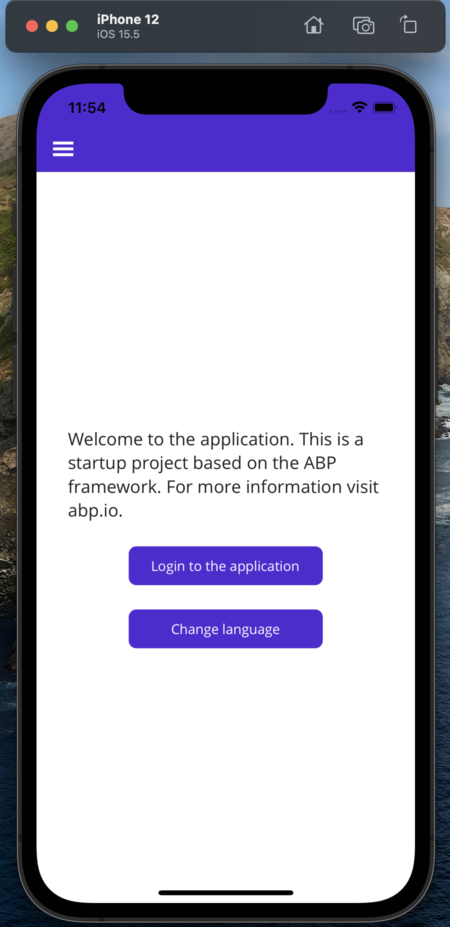 iPhone 12
iOS 15.5
11:54
Welcome to the application. This is a
startup project based on the ABP
framework. For more information visit
abp.io.
Login to the application
Change language